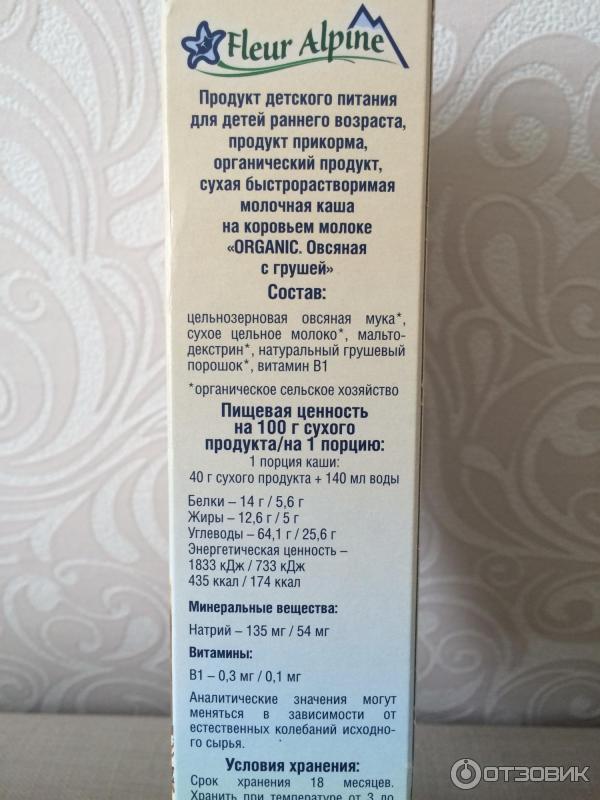 Fleur Alpine
Продукт детского питания
для детей раннего возраста,
продукт прикорма,
органический продукт,
сухая быстрорастворимая
молочная каша
на коровьем молоке
«ORGANIC. Овсяная
с грушей»
Состав:
цельнозерновая овсяная мука*,
сухое цельное молоко*, мальто-
декстрин*, натуральный грушевый
порошок*, витамин В1
*органическое сельское хозяйство
Пищевая ценность
на 100 г сухого
продукта/на 1 порцию:
1 порция каши:
40 г сухого продукта + 140 мл воды
Белки – 14 г / 5,6 г
Жиры – 12,6 г / 5 г
Углеводы – 64,1 г / 25,6 г
Энергетическая ценность –
1833 кДж / 733 кДж
435 ккал / 174 ккал
Минеральные вещества:
Натрий – 135 мг / 54 мг
Витамины:
В1 – 0,3 мг / 0,1 мг
Аналитические значения могут
меняться в зависимости от
естественных колебаний исходно-
го сырья.
Условия хранения:
Срок хранения 18 месяцев.
Хранить при температуре от 3 до
ОТЗОВИК